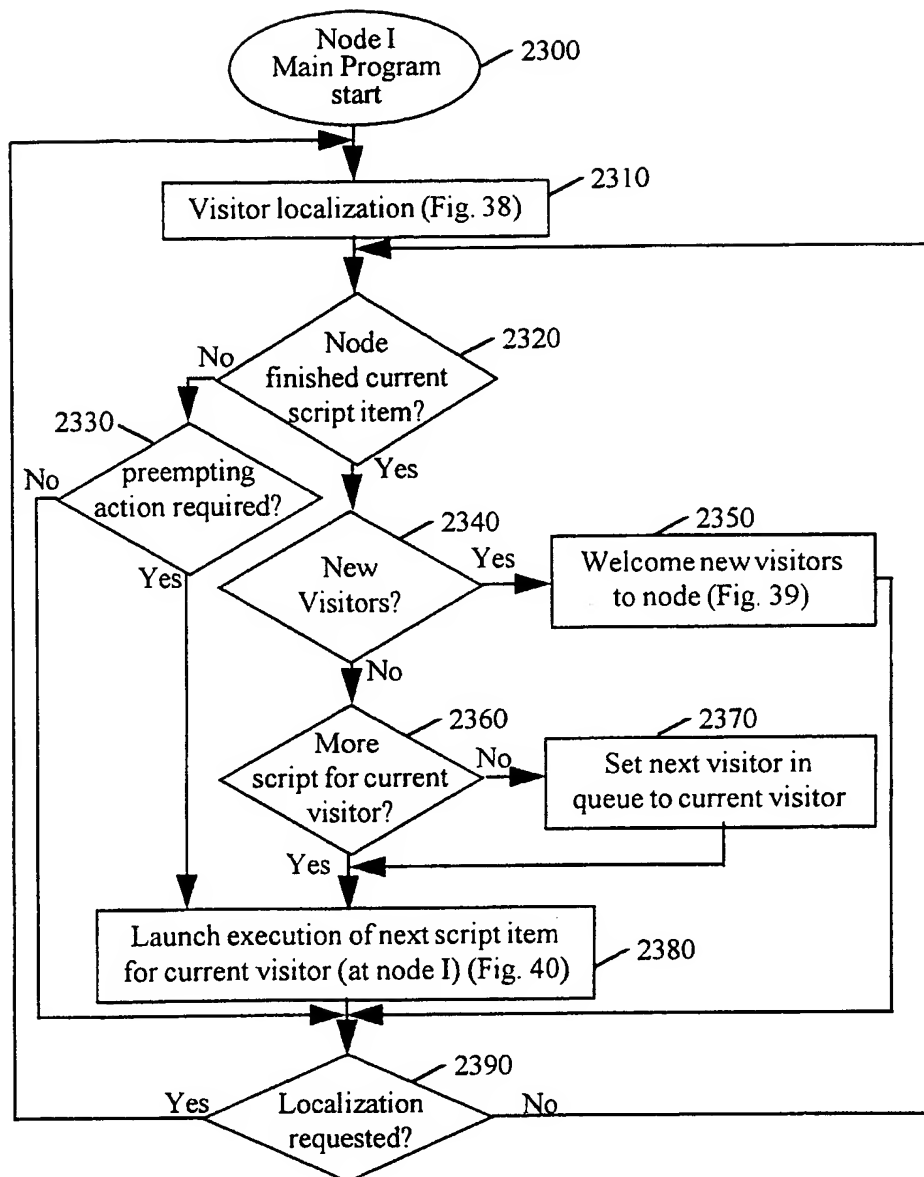 Node I
Main Program
start
2300
2310
Visitor localization (Fig. 38)
2320
No
Node
finished current
script item?
2330
Yes
No
preempting
action required?
2340
2350
Yes
Yes
New
Visitors?
Welcome new visitors
to node (Fig. 39)
No
2360
2370
More
script for current
visitor?
No
Set next visitor in
queue to current visitor
Yes
Launch execution of next script item
for current visitor (at node I) (Fig. 40)
2380
2390
Yes
Localization
requested?
No